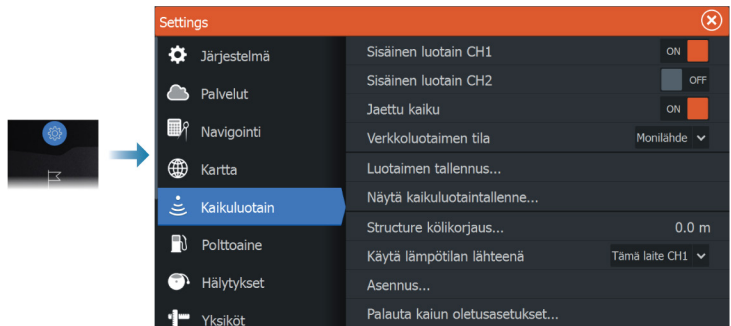 Settings
Järjestelmä
Palvelut
Navigointi
Kartta
Kaikuluotain
Polttoaine
Hälytykset
Yksiköt
Sisäinen luotain CH1 ON
Sisäinen luotain CH2 OFF
Jaettu kaiku ON
Verkkoluotaimen tila Monilähde
Luotaimen tallennus...
Näytä kaikuluotaintallenne...
Structure kölikorjaus... 0.0 m
Käytä lämpötilan lähteenä Tämä laite CH1
Asennus...
Palauta kaiun oletusasetukset...